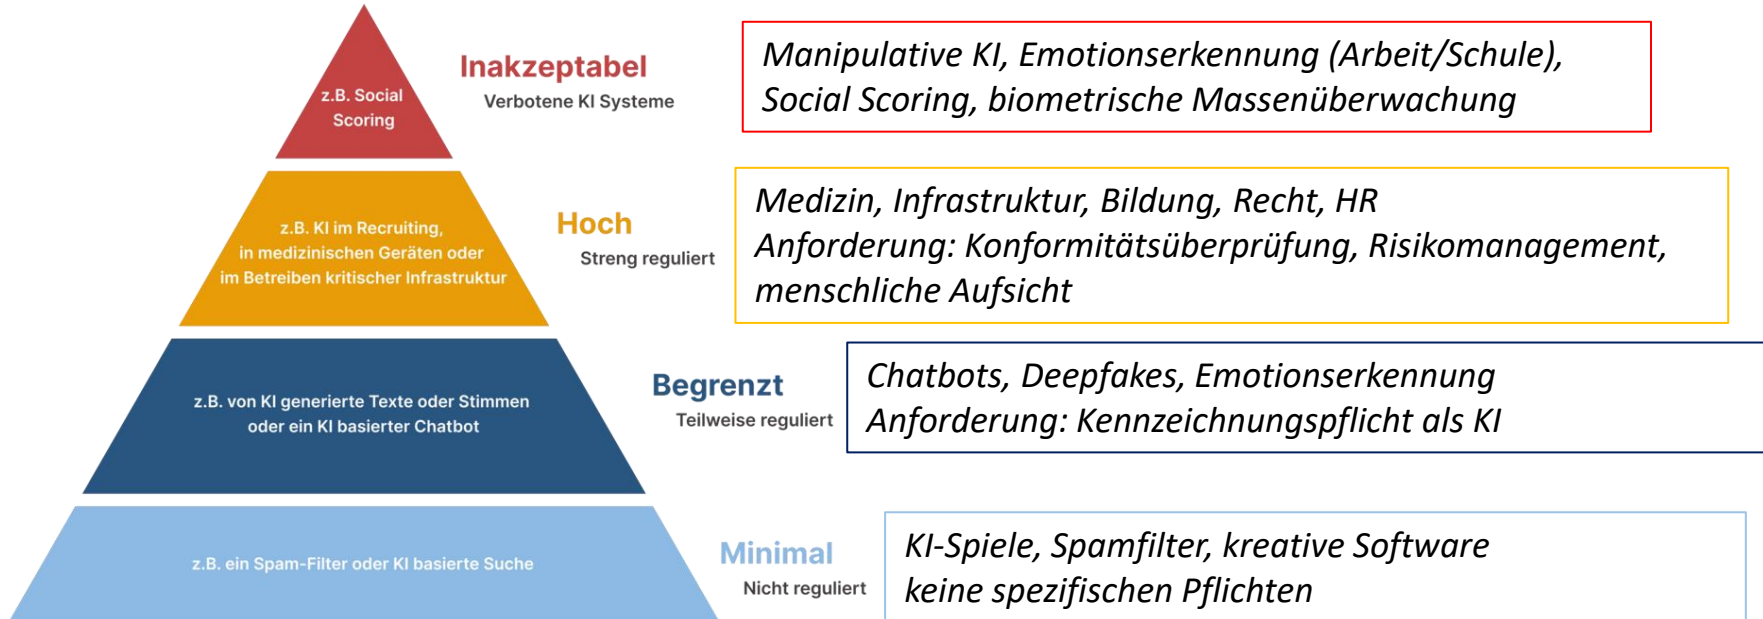 z.B. Social
Scoring
Inakzeptabel
Verbotene KI Systeme
Manipulative KI, Emotionserkennung (Arbeit/Schule),
Social Scoring, biometrische Massenüberwachung
z.B. KI im Recruiting,
in medizinischen Geräten oder
im Betreiben kritischer Infrastruktur
Hoch
Streng reguliert
Medizin, Infrastruktur, Bildung, Recht, HR
Anforderung: Konformitätsüberprüfung, Risikomanagement,
menschliche Aufsicht
z.B. von KI generierte Texte oder Stimmen
oder ein KI basierter Chatbot
Begrenzt
Teilweise reguliert
Chatbots, Deepfakes, Emotionserkennung
Anforderung: Kennzeichnungspflicht als KI
z.B. ein Spam-Filter oder KI basierte Suche
Minimal
Nicht reguliert
KI-Spiele, Spamfilter, kreative Software
keine spezifischen Pflichten